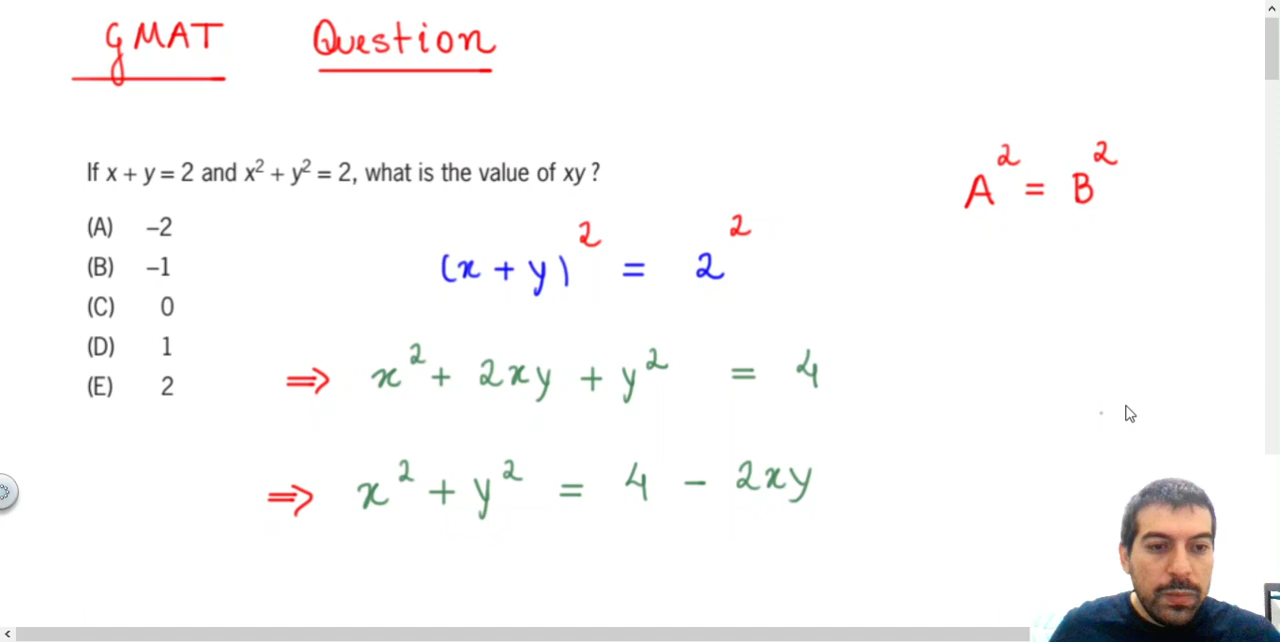 GMAT Question
If x + y = 2 and x² + y² = 2, what is the value of xy ?
A² = B²
(A) −2
(B) −1
(C) 0
(D) 1
(E) 2
(x + y)² = 2²
⇒ x² + 2xy + y² = 4
⇒ x² + y² = 4 − 2xy